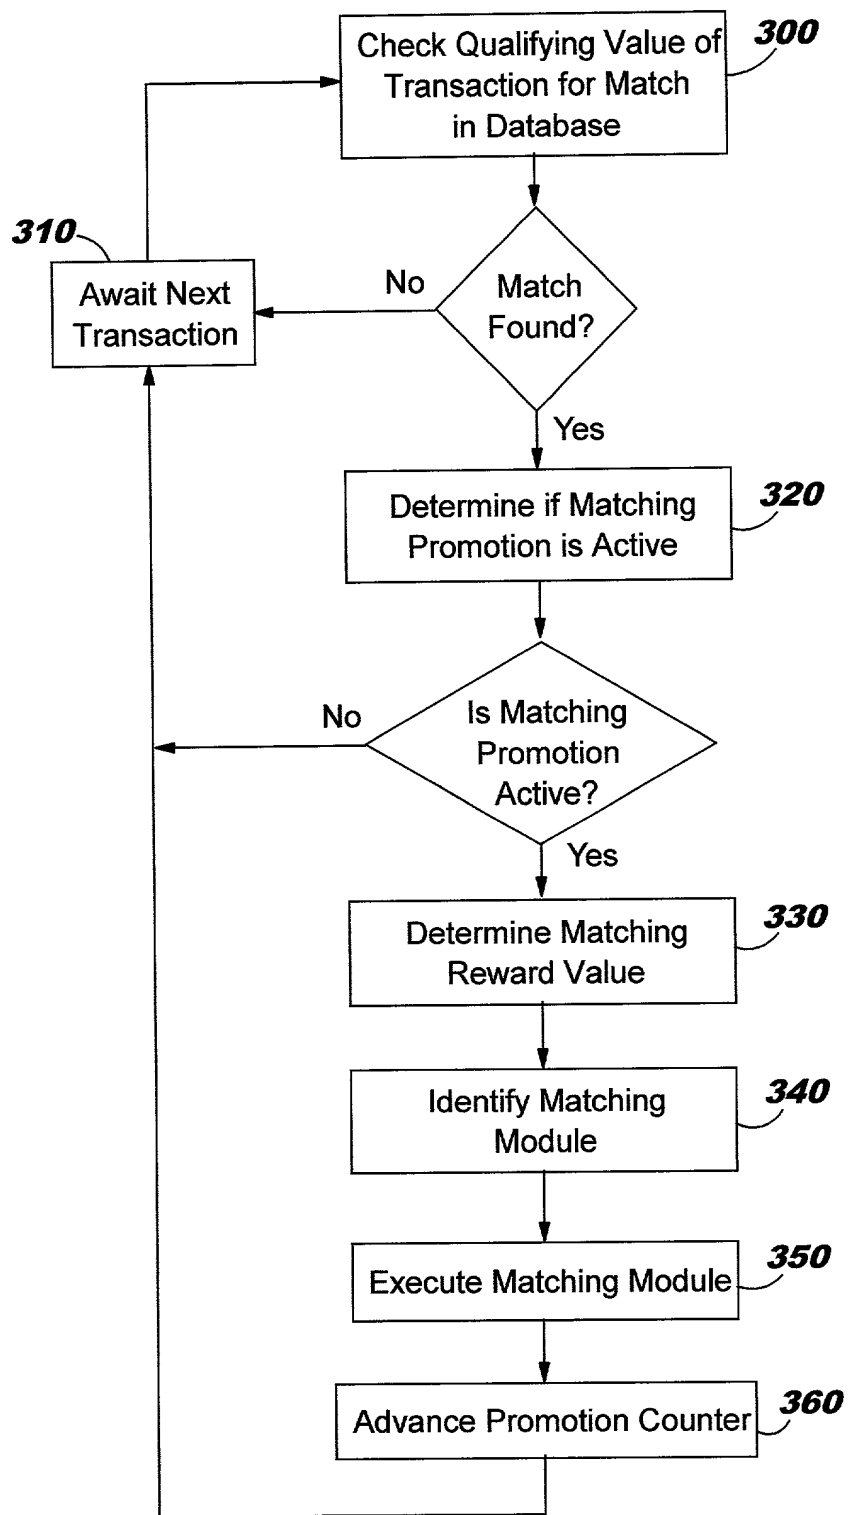 Check Qualifying Value of
Transaction for Match
in Database
300
310
Await Next
Transaction
No
Match
Found?
Yes
Determine if Matching
Promotion is Active
320
No
Is Matching
Promotion
Active?
Yes
Determine Matching
Reward Value
330
Identify Matching
Module
340
Execute Matching Module
350
Advance Promotion Counter
360